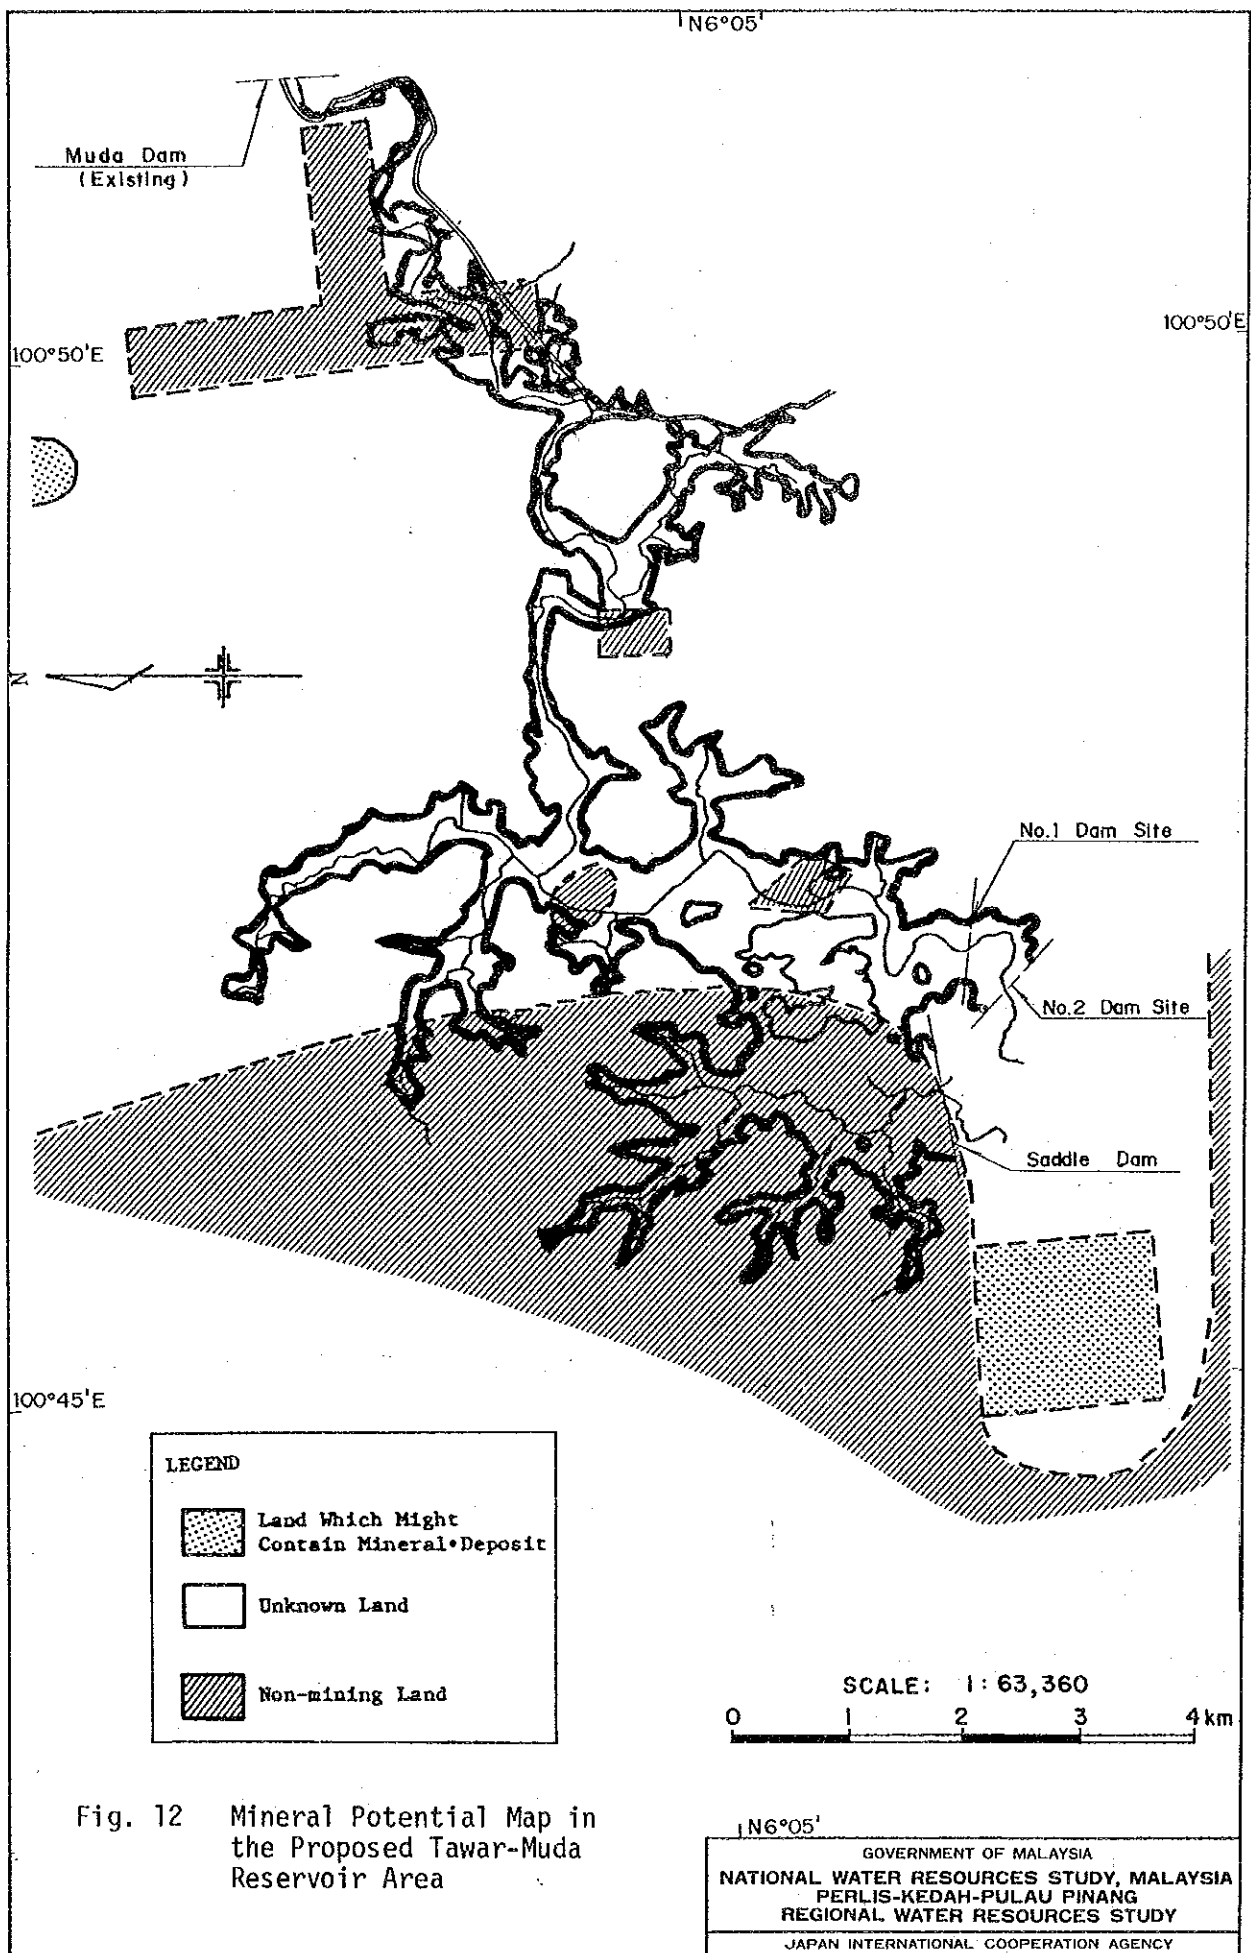 N6°05'
Muda Dam
(Existing)
100°50'E
100°50'E
N
No.1 Dam Site
No.2 Dam Site
Saddle Dam
100°45'E
LEGEND
Land Which Might
Contain Mineral•Deposit
Unknown Land
Non-mining Land
SCALE: 1:63,360
0 1 2 3 4 km
Fig. 12 Mineral Potential Map in
the Proposed Tawar-Muda
Reservoir Area
N6°05'
GOVERNMENT OF MALAYSIA
NATIONAL WATER RESOURCES STUDY, MALAYSIA
PERLIS-KEDAH-PULAU PINANG
REGIONAL WATER RESOURCES STUDY
JAPAN INTERNATIONAL COOPERATION AGENCY